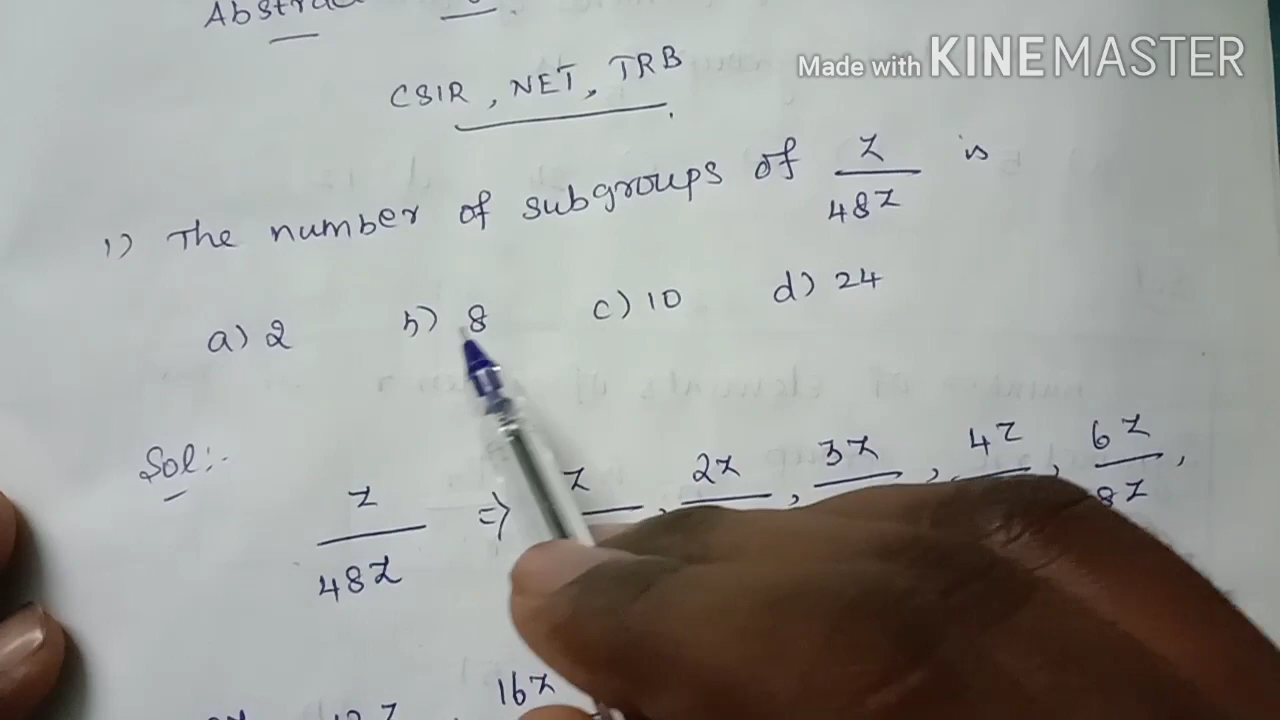 Made with KINEMASTER
CSIR, NET, TRB.
1) The number of subgroups of Z/48Z is
a) 2 b) 8 c) 10 d) 24
Sol:-
Z/48Z => Z, 2Z, 3Z, 4Z, 6Z/8Z,
16Z